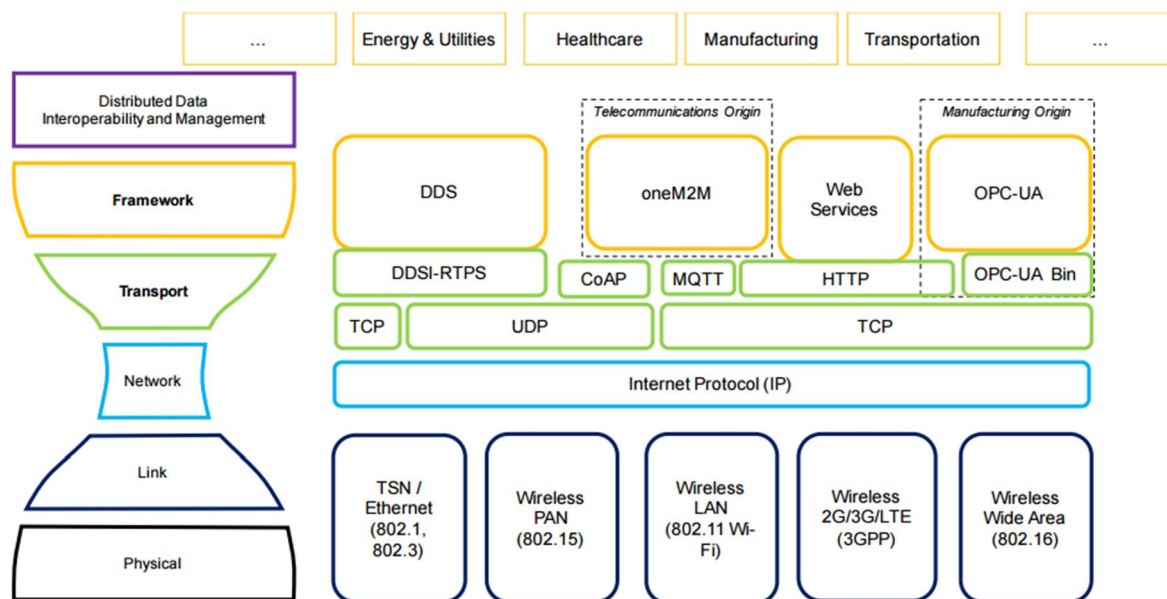 ...
Energy & Utilities
Healthcare
Manufacturing
Transportation
...
Distributed Data
Interoperability and Management
Telecommunications Origin
Manufacturing Origin
Framework
DDS
oneM2M
Web
Services
OPC-UA
Transport
DDSI-RTPS
CoAP
MQTT
HTTP
OPC-UA Bin
TCP
UDP
TCP
Network
Internet Protocol (IP)
Link
TSN /
Ethernet
(802.1,
802.3)
Wireless
PAN
(802.15)
Wireless
LAN
(802.11 Wi-
Fi)
Wireless
2G/3G/LTE
(3GPP)
Wireless
Wide Area
(802.16)
Physical